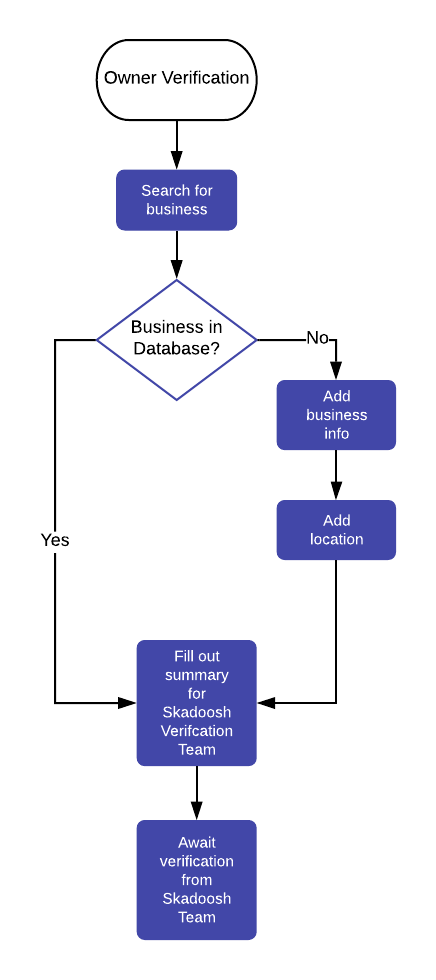 Owner Verification
Search for
business
Business in
Database?
No
Add
business
info
Add
location
Yes
Fill out
summary
for
Skadoosh
Verifcation
Team
Await
verification
from
Skadoosh
Team